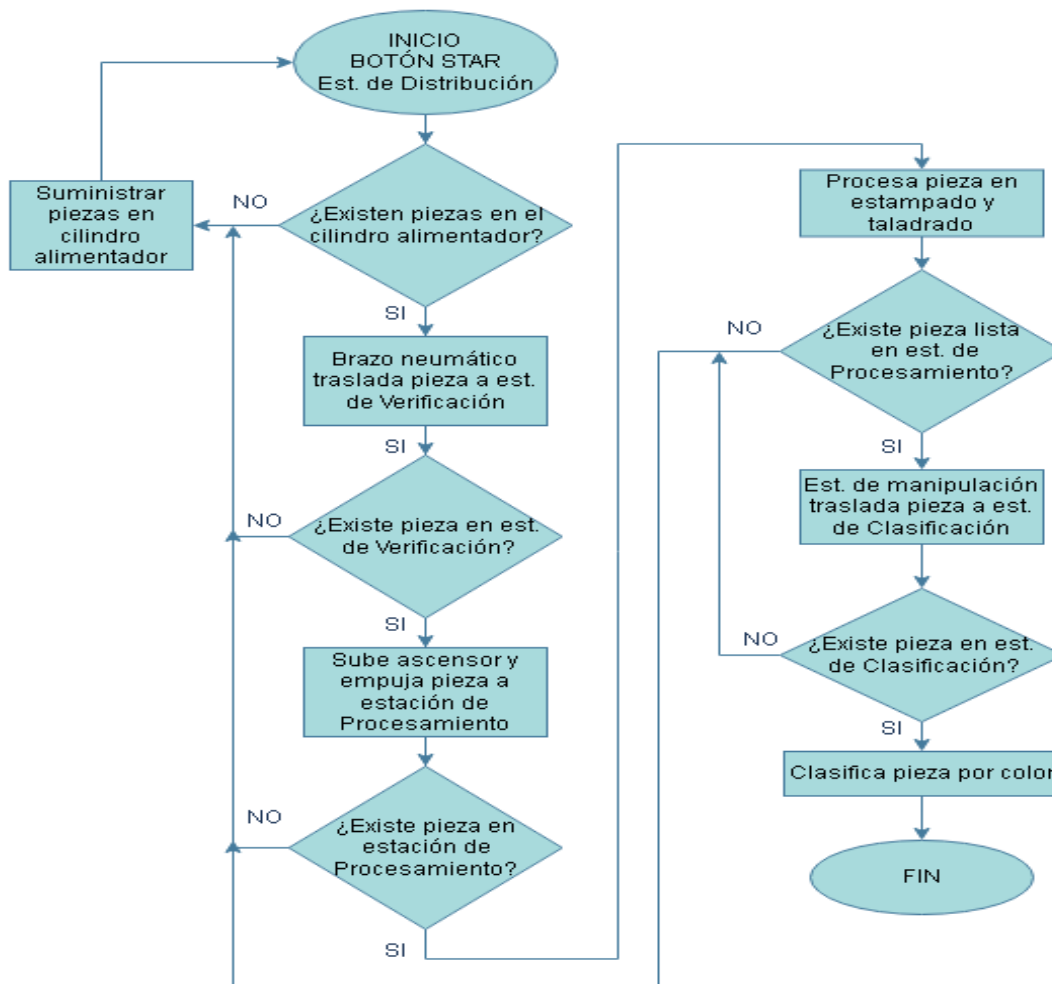 INICIO
BOTÓN STAR
Est. de Distribución
Suministrar
piezas en
cilindro
alimentador
NO
¿Existen piezas en el
cilindro alimentador?
SI
Brazo neumático
traslada pieza a est.
de Verificación
SI
NO
¿Existe pieza en est.
de Verificación?
SI
Sube ascensor y
empuja pieza a
estación de
Procesamiento
NO
¿Existe pieza en
estación de
Procesamiento?
SI
Procesa pieza en
estampado y
taladrado
NO
¿Existe pieza lista
en est. de
Procesamiento?
SI
Est. de manipulación
traslada pieza a est.
de Clasificación
NO
¿Existe pieza en est.
de Clasificación?
SI
Clasifica pieza por color
FIN